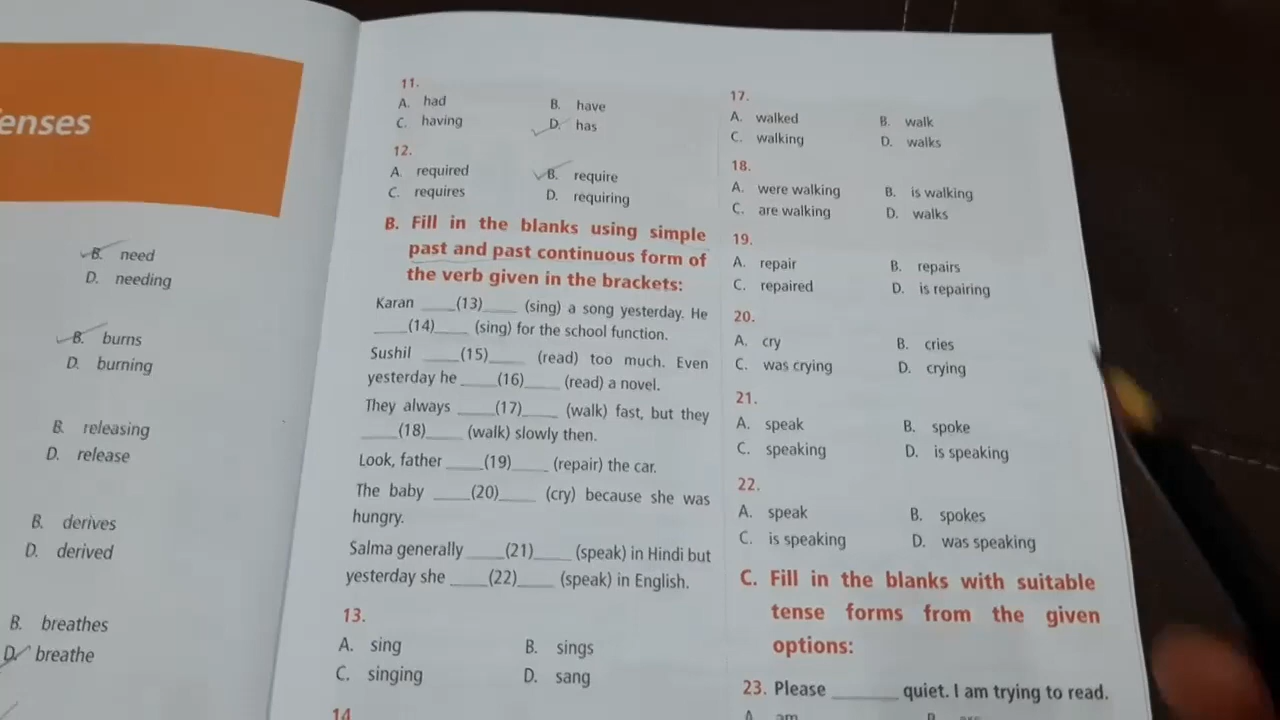 enses
B. need
D. needing
B. burns
D. burning
B. releasing
D. release
B. derives
D. derived
B. breathes
D. breathe
11.
A. had B. have
C. having D. has
12.
A. required B. require
C. requires D. requiring
B. Fill in the blanks using simple
past and past continuous form of
the verb given in the brackets:
Karan ____(13)____ (sing) a song yesterday. He
____(14)____ (sing) for the school function.
Sushil ____(15)____ (read) too much. Even
yesterday he ____(16)____ (read) a novel.
They always ____(17)____ (walk) fast, but they
____(18)____ (walk) slowly then.
Look, father ____(19)____ (repair) the car.
The baby ____(20)____ (cry) because she was
hungry.
Salma generally ____(21)____ (speak) in Hindi but
yesterday she ____(22)____ (speak) in English.
13.
A. sing B. sings
C. singing D. sang
14
17.
A. walked B. walk
C. walking D. walks
18.
A. were walking B. is walking
C. are walking D. walks
19.
A. repair B. repairs
C. repaired D. is repairing
20.
A. cry B. cries
C. was crying D. crying
21.
A. speak B. spoke
C. speaking D. is speaking
22.
A. speak B. spokes
C. is speaking D. was speaking
C. Fill in the blanks with suitable
tense forms from the given
options:
23. Please _______ quiet. I am trying to read.
A. am B.